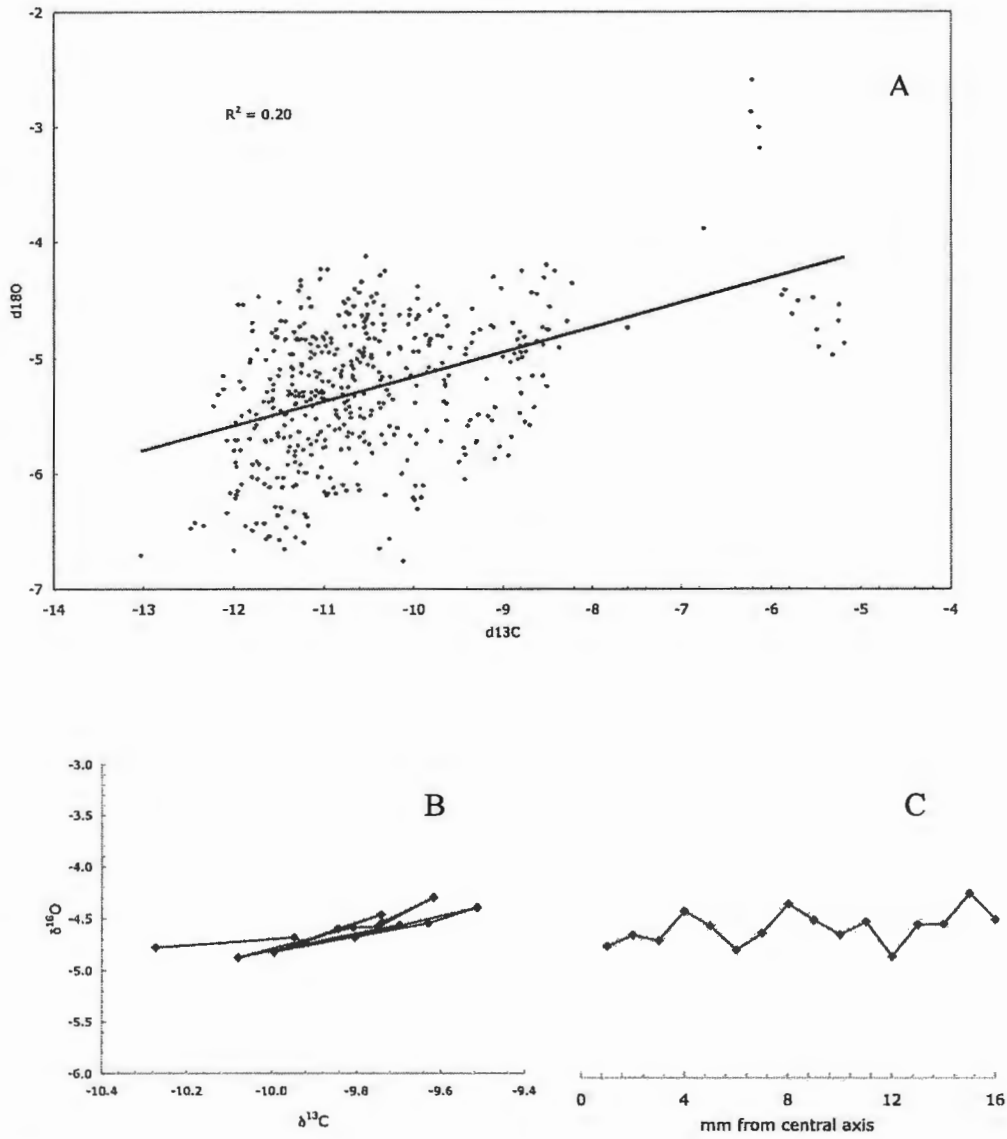 A
R² = 0.20
-2
-3
-4
-5
-6
-7
d18O
-14 -13 -12 -11 -10 -9 -8 -7 -6 -5 -4
d13C
B
C
-3.0
-3.5
-4.0
-4.5
-5.0
-5.5
-6.0
δ¹⁶O
-10.4 -10.2 -10.0 -9.8 -9.6 -9.4
δ¹³C
0 4 8 12 16
mm from central axis